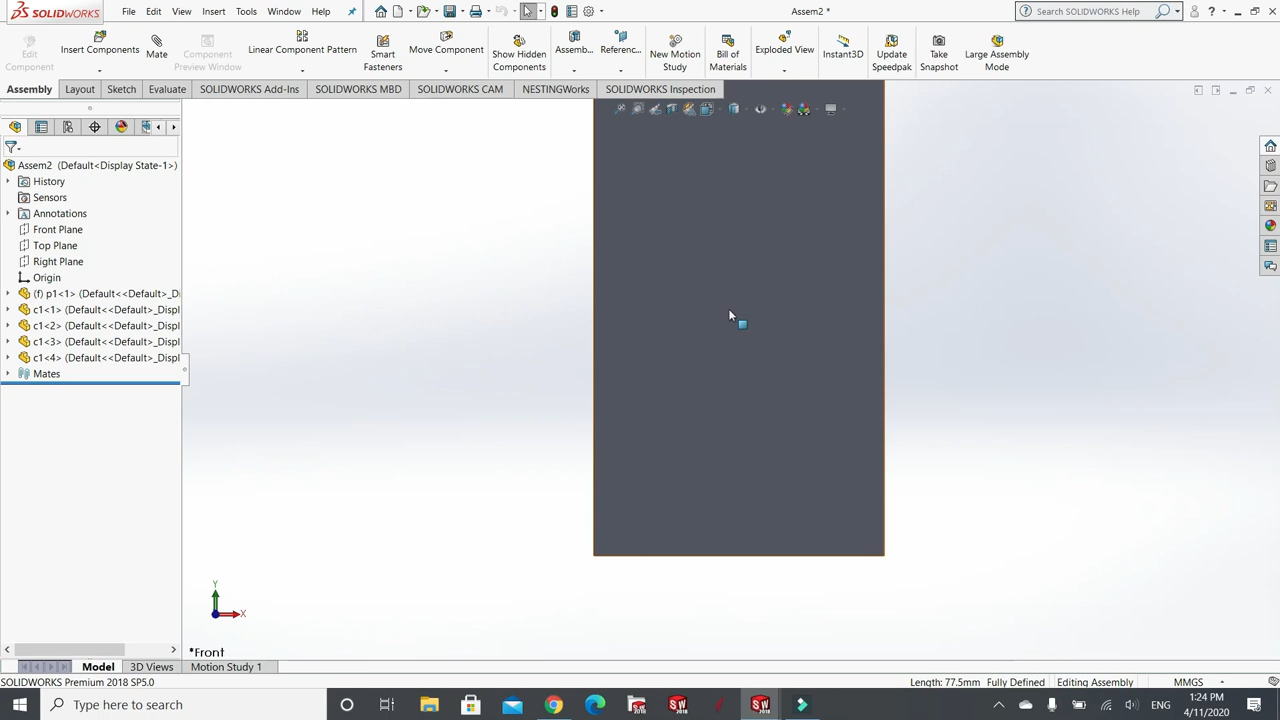 SOLIDWORKS File Edit View Insert Tools Window Help Assem2 * Search SOLIDWORKS Help ?
Edit Component Insert Components Mate Component Preview Window Linear Component Pattern Smart Fasteners Move Component Show Hidden Components Assemb... Referenc... New Motion Study Bill of Materials Exploded View Instant3D Update Speedpak Take Snapshot Large Assembly Mode
Assembly Layout Sketch Evaluate SOLIDWORKS Add-Ins SOLIDWORKS MBD SOLIDWORKS CAM NESTINGWorks SOLIDWORKS Inspection
Assem2 (Default<Display State-1>)
History
Sensors
Annotations
Front Plane
Top Plane
Right Plane
Origin
(f) p1<1> (Default<<Default>_Di
c1<1> (Default<<Default>_Displ
c1<2> (Default<<Default>_Displ
c1<3> (Default<<Default>_Displ
c1<4> (Default<<Default>_Displ
Mates
Y
X
*Front
Model 3D Views Motion Study 1
SOLIDWORKS Premium 2018 SP5.0 Length: 77.5mm Fully Defined Editing Assembly MMGS
Type here to search ENG 1:24 PM
4/11/2020